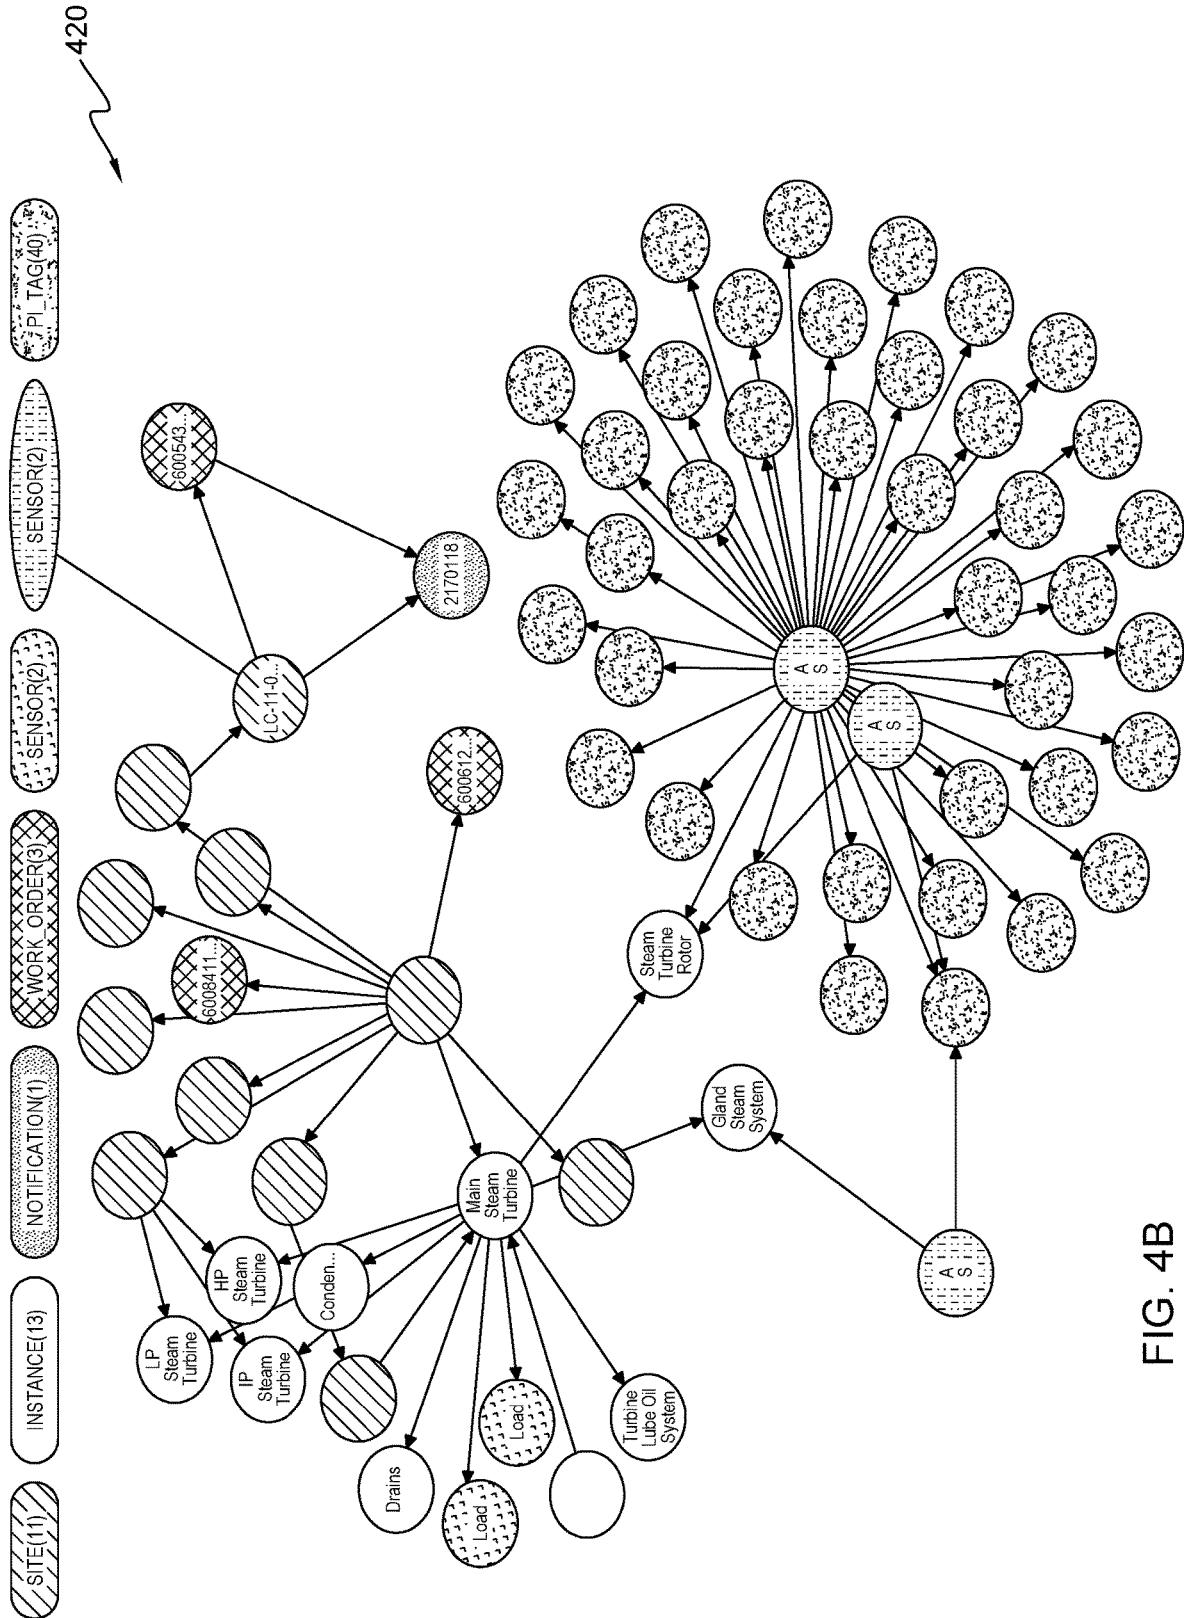 420
SITE(11)
INSTANCE(13)
NOTIFICATION(1)
WORK_ORDER(3)
SENSOR(2)
SENSOR(2)
PI_TAG(40)
LP
Steam
Turbine
HP
Steam
Turbine
IP
Steam
Turbine
Conden...
6008411...
600543...
LC-11-0...
2170118
600612...
Main
Steam
Turbine
Drains
Load
Load
Turbine
Lube Oil
System
Steam
Turbine
Rotor
Gland
Steam
System
A
S
A
S
A
S
FIG. 4B